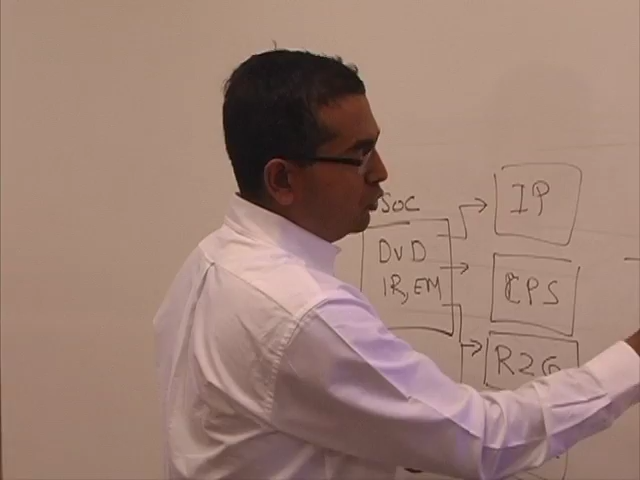 SOC
DVD
IR, EM
IP
CPS
R2G